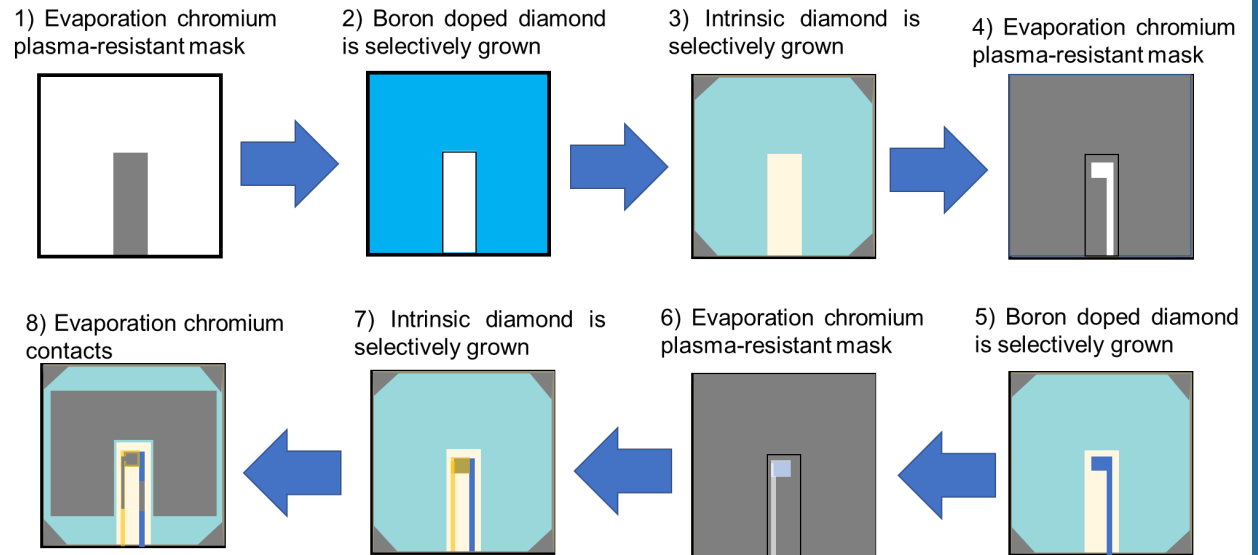 1) Evaporation chromium
plasma-resistant mask
2) Boron doped diamond
is selectively grown
3) Intrinsic diamond is
selectively grown
4) Evaporation chromium
plasma-resistant mask
8) Evaporation chromium
contacts
7) Intrinsic diamond is
selectively grown
6) Evaporation chromium
plasma-resistant mask
5) Boron doped diamond
is selectively grown